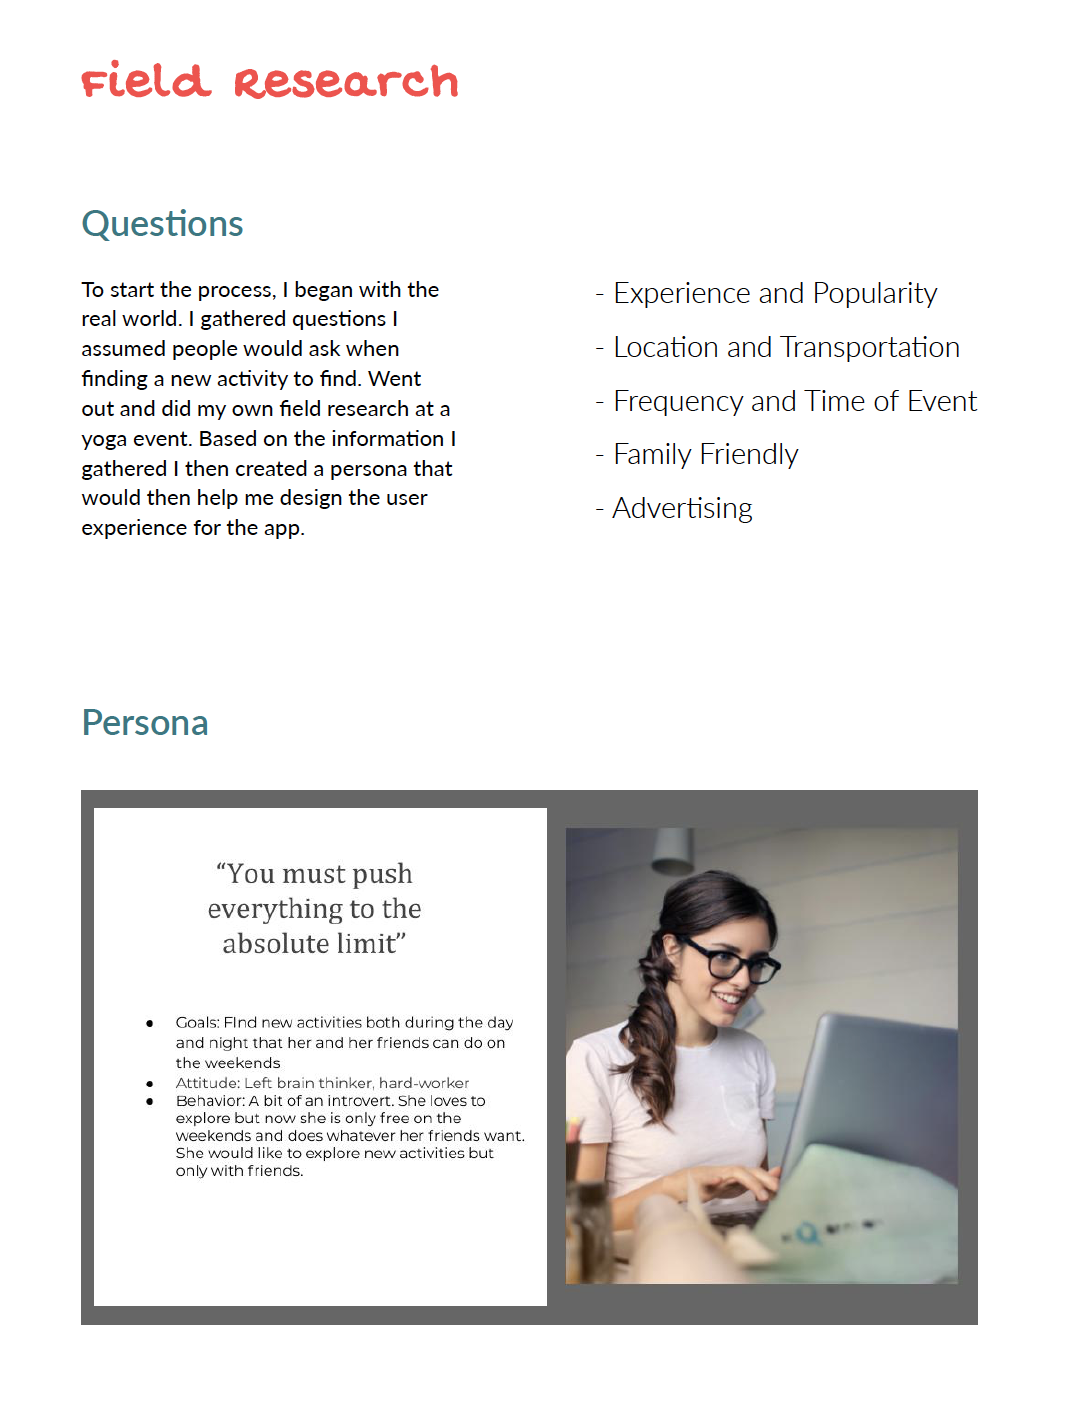 Field Research
Questions
To start the process, I began with the
real world. I gathered questions I
assumed people would ask when
finding a new activity to find. Went
out and did my own field research at a
yoga event. Based on the information I
gathered I then created a persona that
would then help me design the user
experience for the app.
- Experience and Popularity
- Location and Transportation
- Frequency and Time of Event
- Family Friendly
- Advertising
Persona
“You must push
everything to the
absolute limit”
● Goals: FInd new activities both during the day
and night that her and her friends can do on
the weekends
● Attitude: Left brain thinker, hard-worker
● Behavior: A bit of an introvert. She loves to
explore but now she is only free on the
weekends and does whatever her friends want.
She would like to explore new activities but
only with friends.